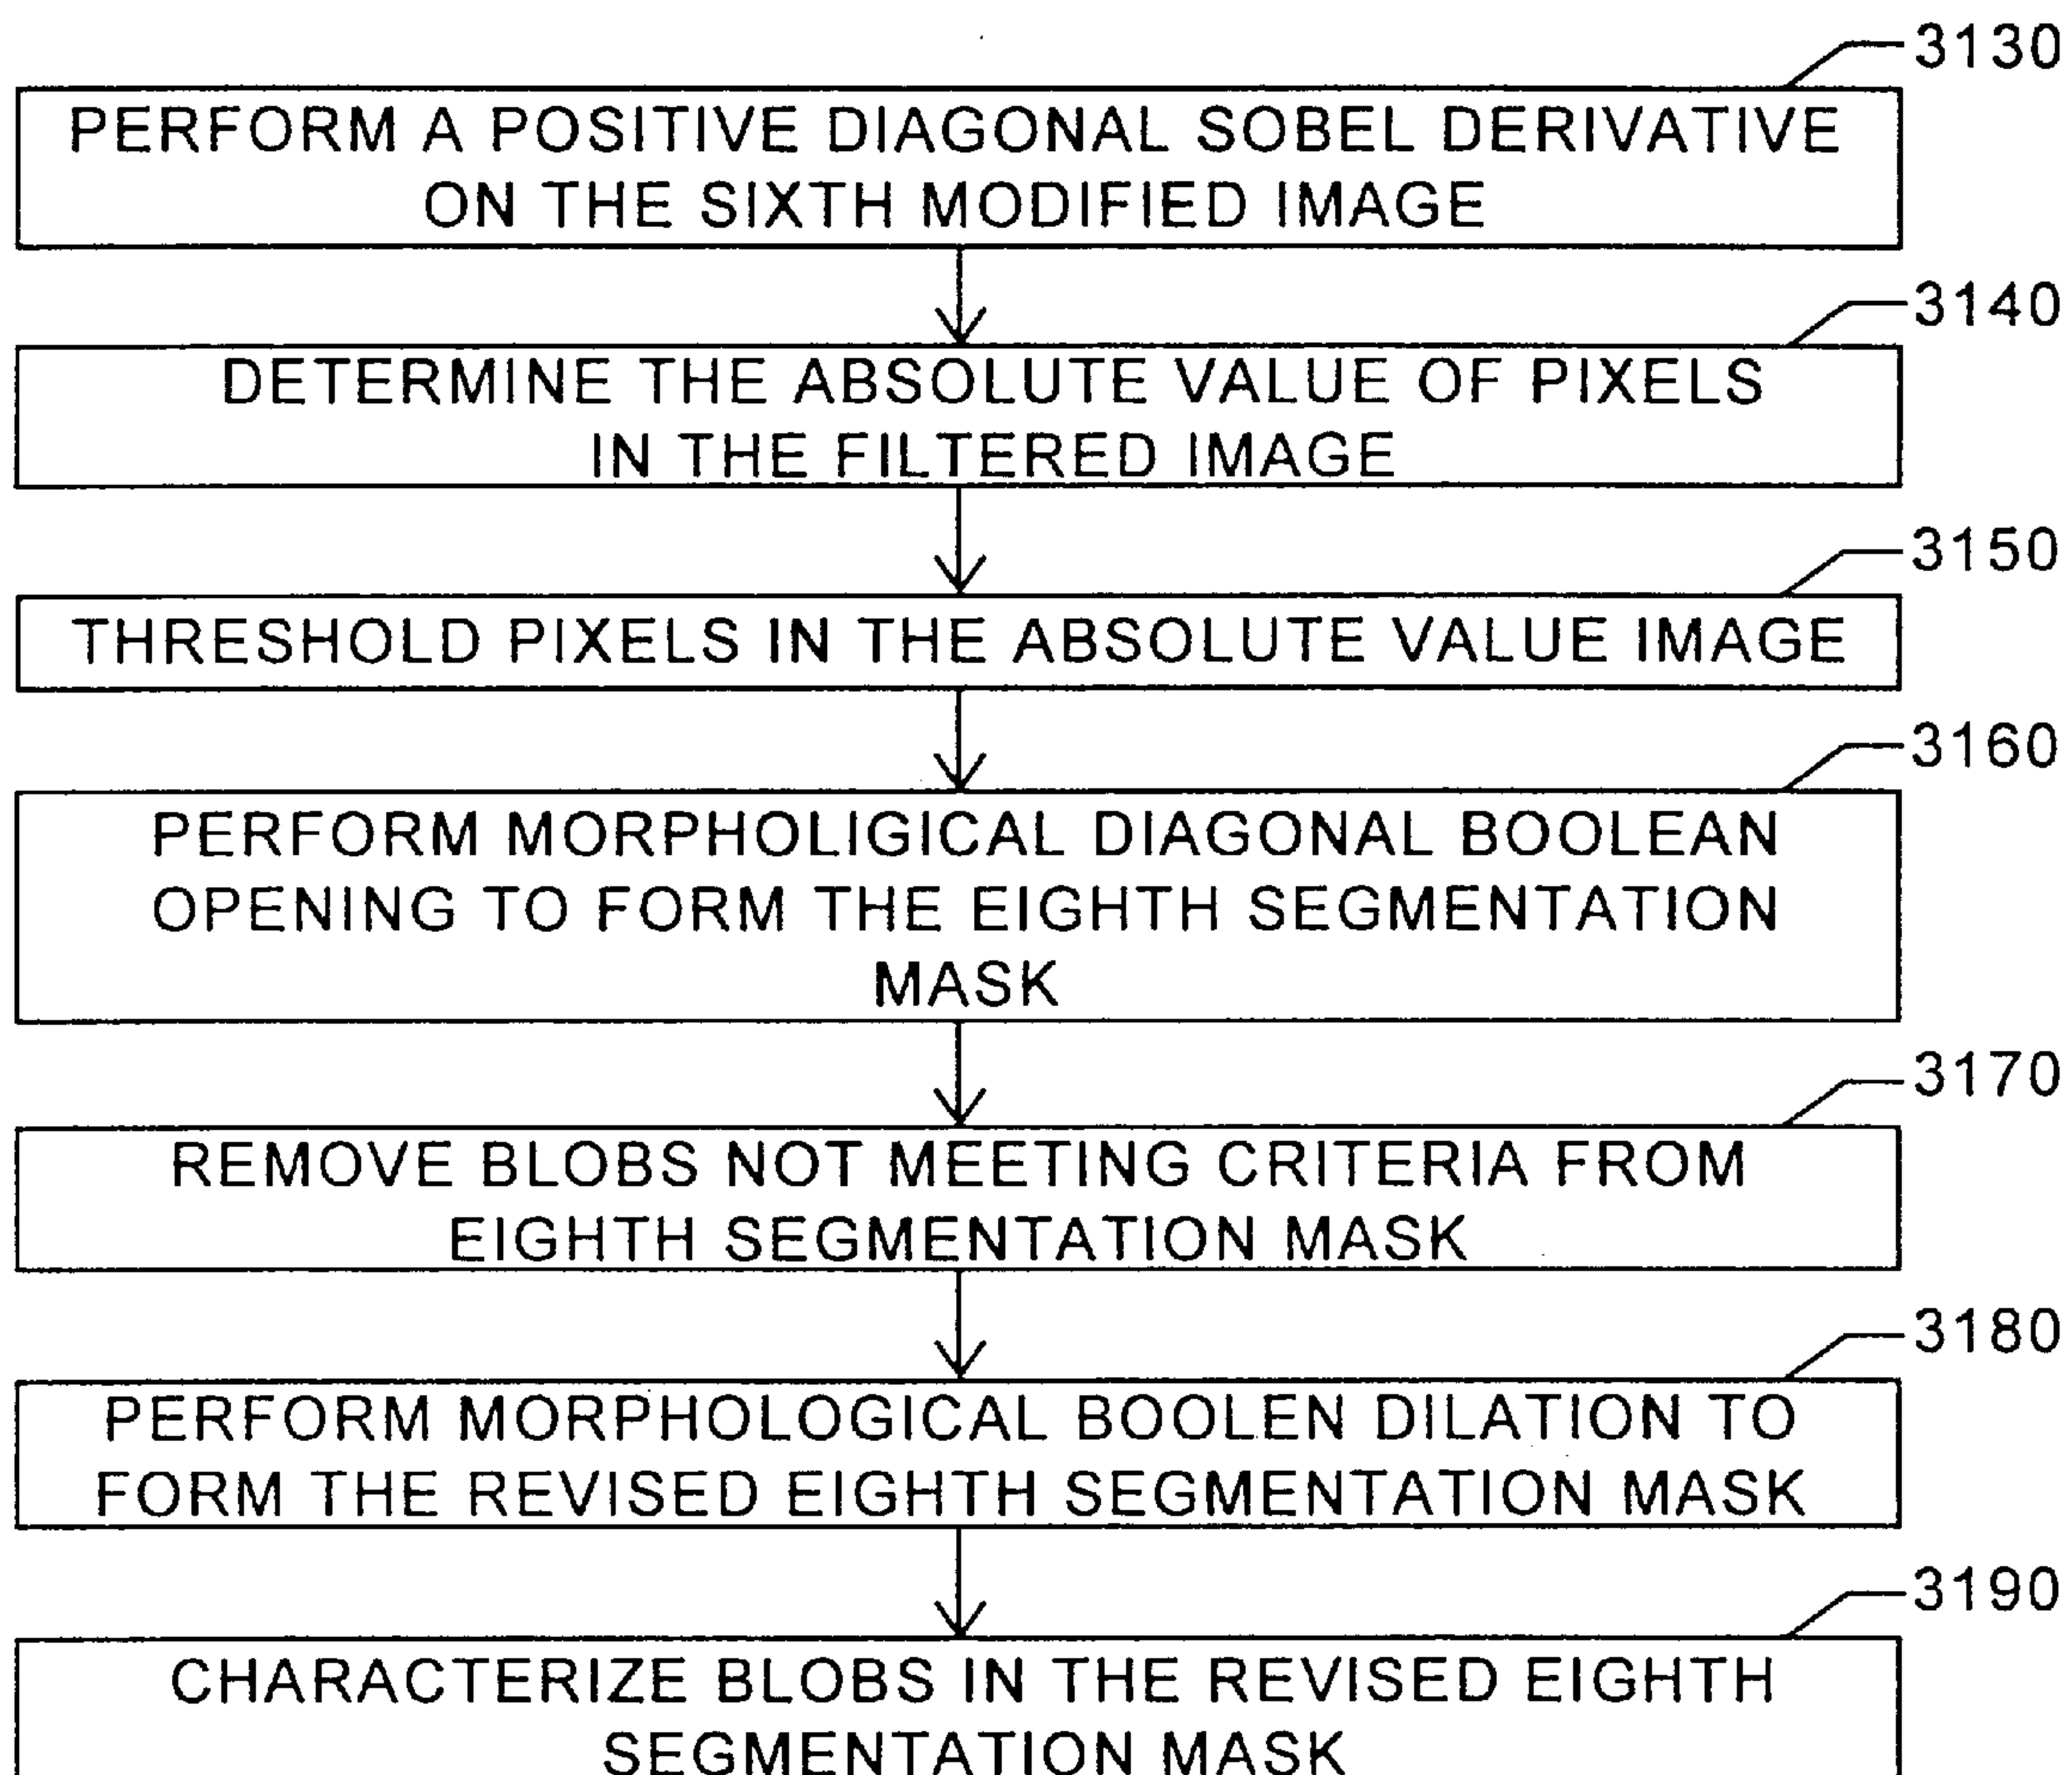 3130
PERFORM A POSITIVE DIAGONAL SOBEL DERIVATIVE
ON THE SIXTH MODIFIED IMAGE
3140
DETERMINE THE ABSOLUTE VALUE OF PIXELS
IN THE FILTERED IMAGE
3150
THRESHOLD PIXELS IN THE ABSOLUTE VALUE IMAGE
3160
PERFORM MORPHOLIGICAL DIAGONAL BOOLEAN
OPENING TO FORM THE EIGHTH SEGMENTATION
MASK
3170
REMOVE BLOBS NOT MEETING CRITERIA FROM
EIGHTH SEGMENTATION MASK
3180
PERFORM MORPHOLOGICAL BOOLEN DILATION TO
FORM THE REVISED EIGHTH SEGMENTATION MASK
3190
CHARACTERIZE BLOBS IN THE REVISED EIGHTH
SEGMENTATION MASK